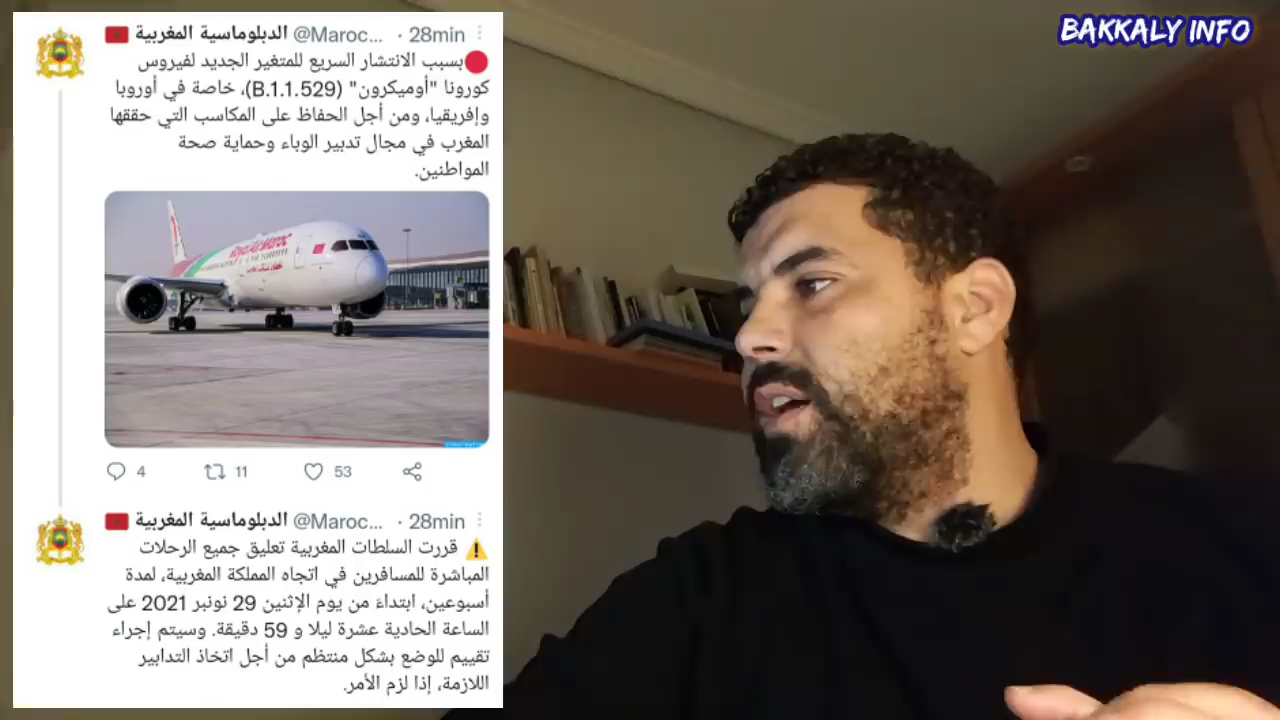 BAKKALY INFO
الدبلوماسية المغربية @Maroc... · 28min
بسبب الانتشار السريع للمتغير الجديد لفيروس
كورونا "أوميكرون" (B.1.1.529)، خاصة في أوروبا
وإفريقيا، ومن أجل الحفاظ على المكاسب التي حققها
المغرب في مجال تدبير الوباء وحماية صحة
المواطنين.
royal air maroc
4 11 53
الدبلوماسية المغربية @Maroc... · 28min
قررت السلطات المغربية تعليق جميع الرحلات
المباشرة للمسافرين في اتجاه المملكة المغربية، لمدة
أسبوعين، ابتداءً من يوم الإثنين 29 نونبر 2021 على
الساعة الحادية عشرة ليلا و 59 دقيقة. وسيتم إجراء
تقييم للوضع بشكل منتظم من أجل اتخاذ التدابير
اللازمة، إذا لزم الأمر.